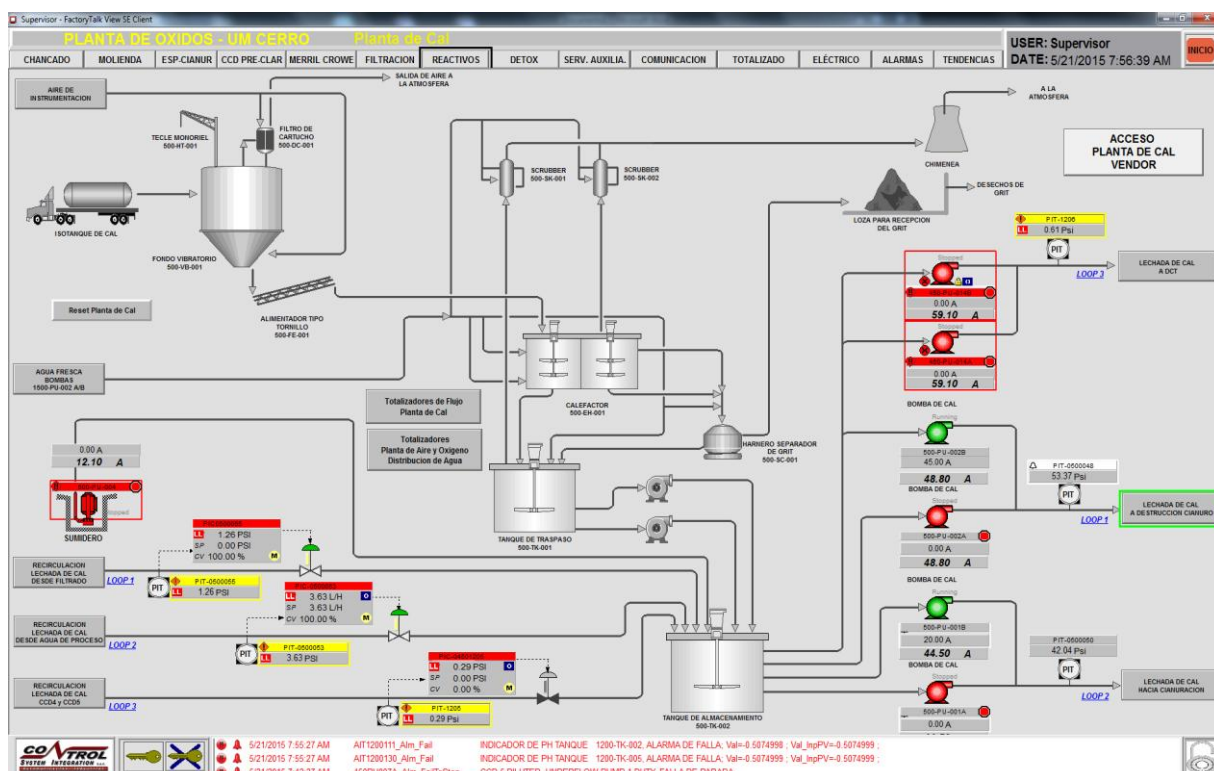 Supervisor - FactoryTalk View SE Client
PLANTA DE OXIDOS - UM CERRO
Planta de Cal
USER: Supervisor
DATE: 5/21/2015 7:56:39 AM
INICIO
CHANCADO
MOLIENDA
ESP-CIANUR
CCD PRE-CLAR
MERRIL CROWE
FILTRACION
REACTIVOS
DETOX
SERV. AUXILIA.
COMUNICACION
TOTALIZADO
ELÉCTRICO
ALARMAS
TENDENCIAS
AIRE DE
INSTRUMENTACION
SALIDA DE AIRE A
LA ATMOSFERA
TECLE MONORIEL
500-HT-001
FILTRO DE
CARTUCHO
500-DC-001
ISOTANQUE DE CAL
FONDO VIBRATORIO
500-VB-001
SCRUBBER
500-SK-001
SCRUBBER
500-SK-002
A LA
ATMOSFERA
CHIMENEA
ACCESO
PLANTA DE CAL
VENDOR
DESECHOS DE
GRIT
LOZA PARA RECEPCION
DEL GRIT
Reset Planta de Cal
ALIMENTADOR TIPO
TORNILLO
500-FE-001
AGUA FRESCA
BOMBAS
1500-PU-002 A/B
CALEFACTOR
500-EH-001
Totalizadores de Flujo
Planta de Cal
Totalizadores
Planta de Aire y Oxigeno
Distribucion de Agua
HARNERO SEPARADOR
DE GRIT
500-SC-001
TANQUE DE TRASPASO
500-TK-001
PIT-1206
LL 0.61 Psi
PIT
LOOP 3
LECHADA DE CAL
A DCT
Stopped
0.00 A
59.10 A
Stopped
0.00 A
59.10 A
BOMBA DE CAL
Running
500-PU-002B
45.00 A
48.80 A
BOMBA DE CAL
Stopped
500-PU-002A
0.00 A
48.80 A
BOMBA DE CAL
PIT-0500048
53.37 Psi
PIT
LOOP 1
LECHADA DE CAL
A DESTRUCCION CIANURO
Running
500-PU-001B
20.00 A
44.50 A
BOMBA DE CAL
Stopped
500-PU-001A
0.00 A
PIT-0500050
42.04 Psi
PIT
LOOP 2
LECHADA DE CAL
HACIA CIANURACION
0.00 A
12.10 A
Stopped
SUMIDERO
RECIRCULACION
LECHADA DE CAL
DESDE FILTRADO
LOOP 1
LL 1.26 PSI
SP 0.00 PSI
CV 100.00 % M
PIT
PIT-0500055
LL 1.26 PSI
RECIRCULACION
LECHADA DE CAL
DESDE AGUA DE PROCESO
LOOP 2
LL 3.63 L/H O
SP 3.63 L/H
CV 100.00 % M
PIT
PIT-0500053
LL 3.63 PSI
RECIRCULACION
LECHADA DE CAL
CCD4 y CCD5
LOOP 3
LL 0.29 PSI O
SP 0.00 PSI
CV 0.00 % M
PIT
PIT-1205
LL 0.29 Psi
TANQUE DE ALMACENAMIENTO
500-TK-002
CONTROL
SYSTEM INTEGRATION
5/21/2015 7:55:27 AM AIT1200111_Alm_Fail INDICADOR DE PH TANQUE 1200-TK-002, ALARMA DE FALLA; Val=-0.5074998 ; Val_InpPV=-0.5074999 ;
5/21/2015 7:55:27 AM AIT1200130_Alm_Fail INDICADOR DE PH TANQUE 1200-TK-005, ALARMA DE FALLA; Val=-0.5074999 ; Val_InpPV=-0.5074999 ;